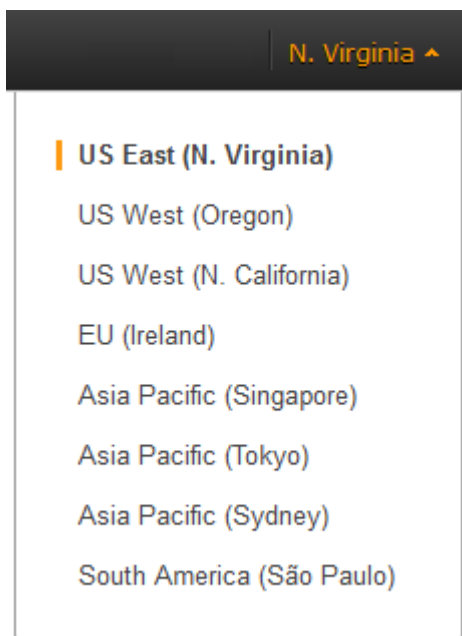 N. Virginia
US East (N. Virginia)
US West (Oregon)
US West (N. California)
EU (Ireland)
Asia Pacific (Singapore)
Asia Pacific (Tokyo)
Asia Pacific (Sydney)
South America (São Paulo)